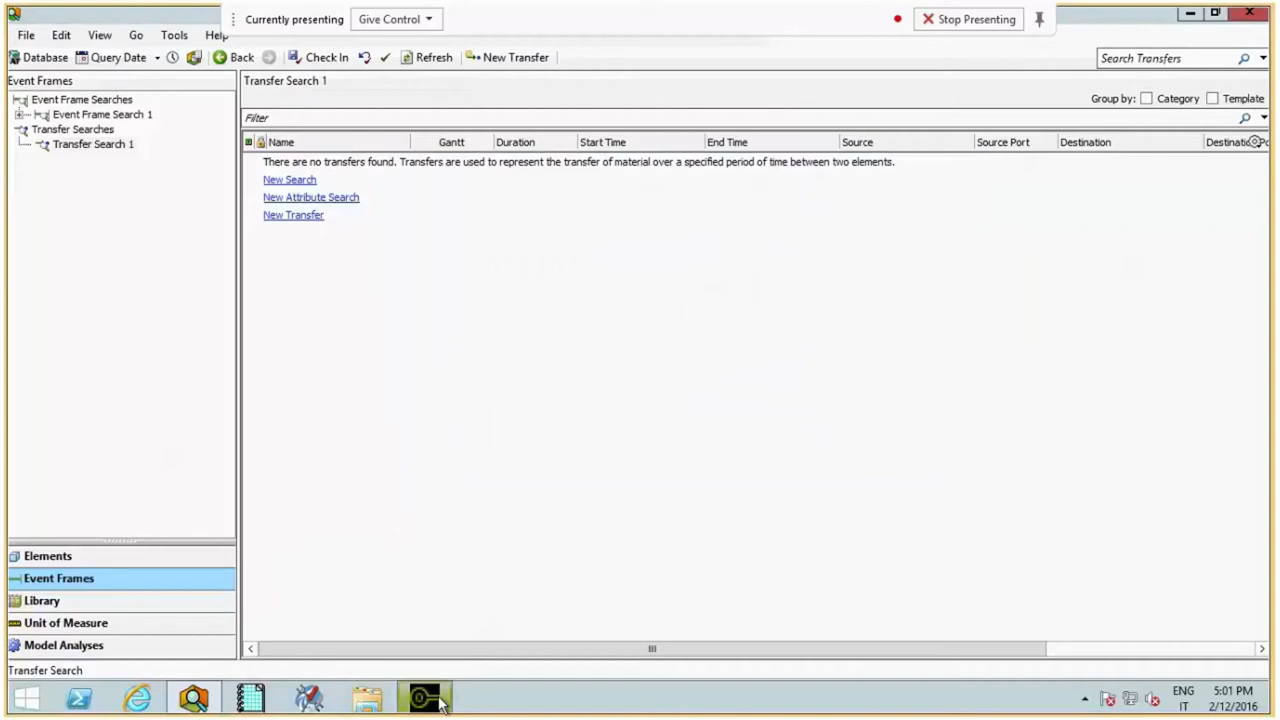 Currently presenting Give Control Stop Presenting
File Edit View Go Tools Help
Database Query Date Back Check In Refresh New Transfer Search Transfers
Event Frames
Transfer Search 1
Event Frame Searches
Event Frame Search 1
Transfer Searches
Transfer Search 1
Group by: Category Template
Filter
Name Gantt Duration Start Time End Time Source Source Port Destination
There are no transfers found. Transfers are used to represent the transfer of material over a specified period of time between two elements.
New Search
New Attribute Search
New Transfer
Elements
Event Frames
Library
Unit of Measure
Model Analyses
Transfer Search
ENG 5:01 PM
IT 2/12/2016